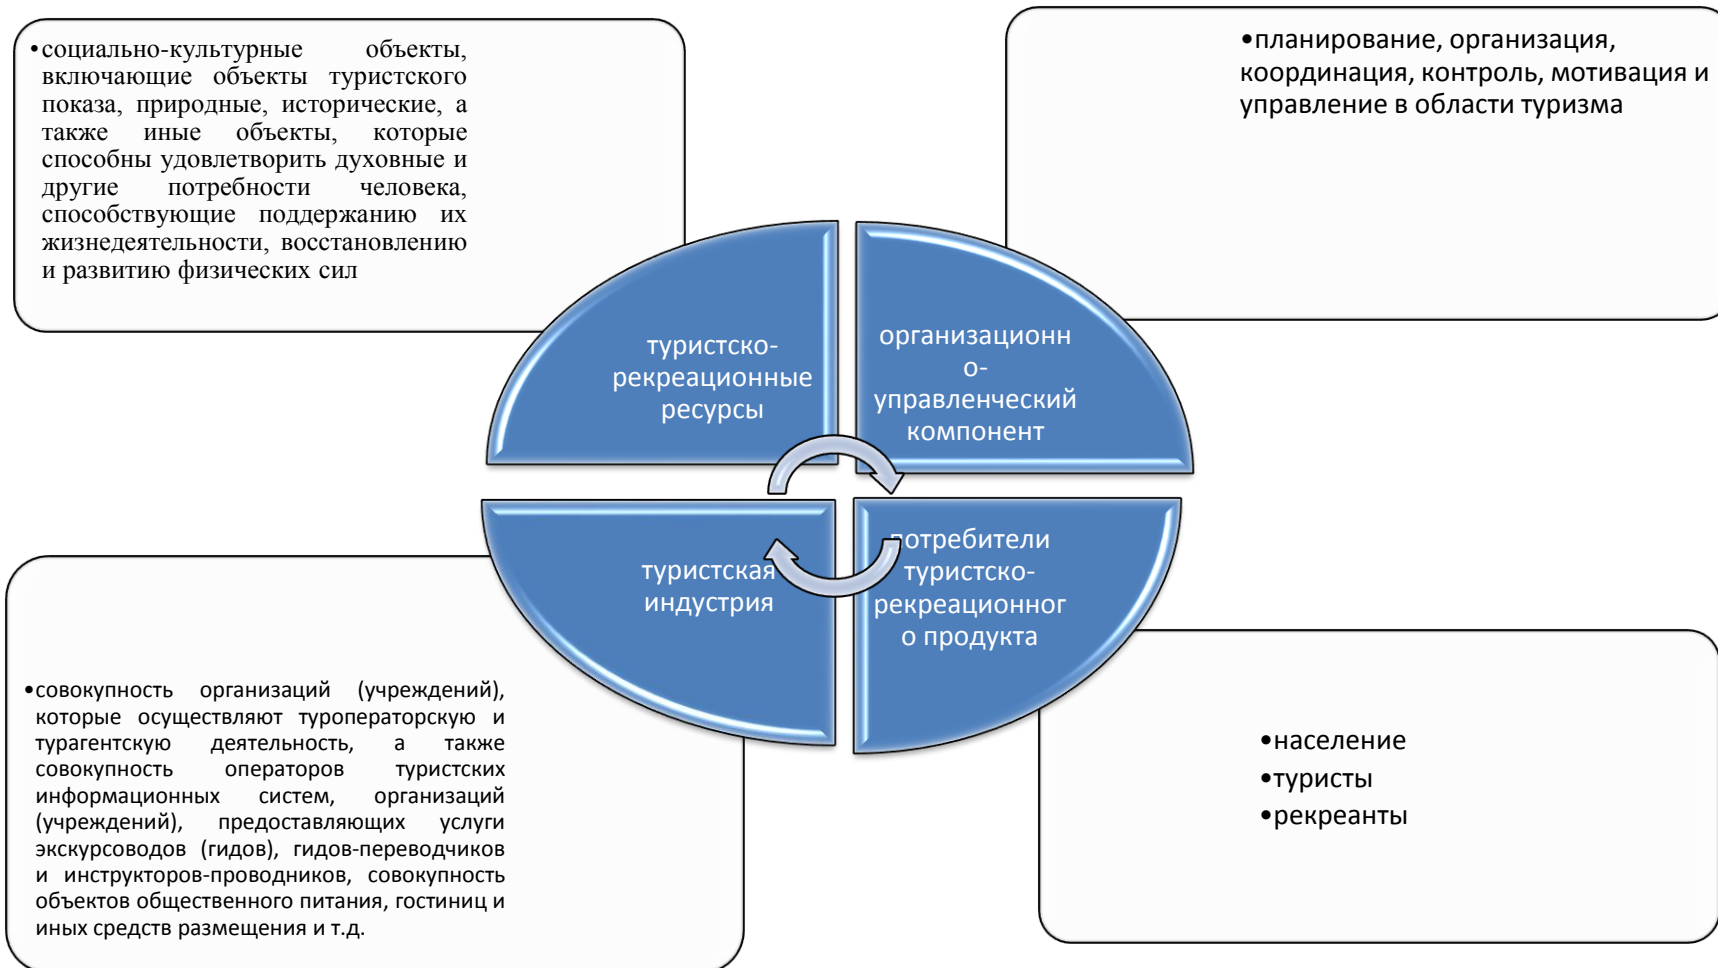 •социально-культурные объекты,
включающие объекты туристского
показа, природные, исторические, а
также иные объекты, которые
способны удовлетворить духовные и
другие потребности человека,
способствующие поддержанию их
жизнедеятельности, восстановлению
и развитию физических сил
•планирование, организация,
координация, контроль, мотивация и
управление в области туризма
туристско-
рекреационные
ресурсы
организационн
о-
управленческий
компонент
туристская
индустрия
потребители
туристско-
рекреационног
о продукта
•совокупность организаций (учреждений),
которые осуществляют туроператорскую и
турагентскую деятельность, а также
совокупность операторов туристских
информационных систем, организаций
(учреждений), предоставляющих услуги
экскурсоводов (гидов), гидов-переводчиков
и инструкторов-проводников, совокупность
объектов общественного питания, гостиниц и
иных средств размещения и т.д.
•население
•туристы
•рекреанты